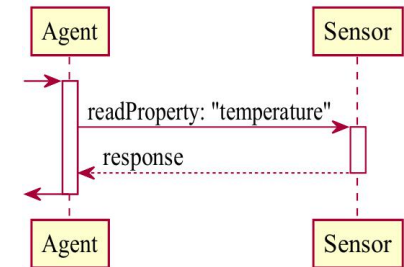 Agent
Sensor
readProperty: "temperature"
response
Agent
Sensor